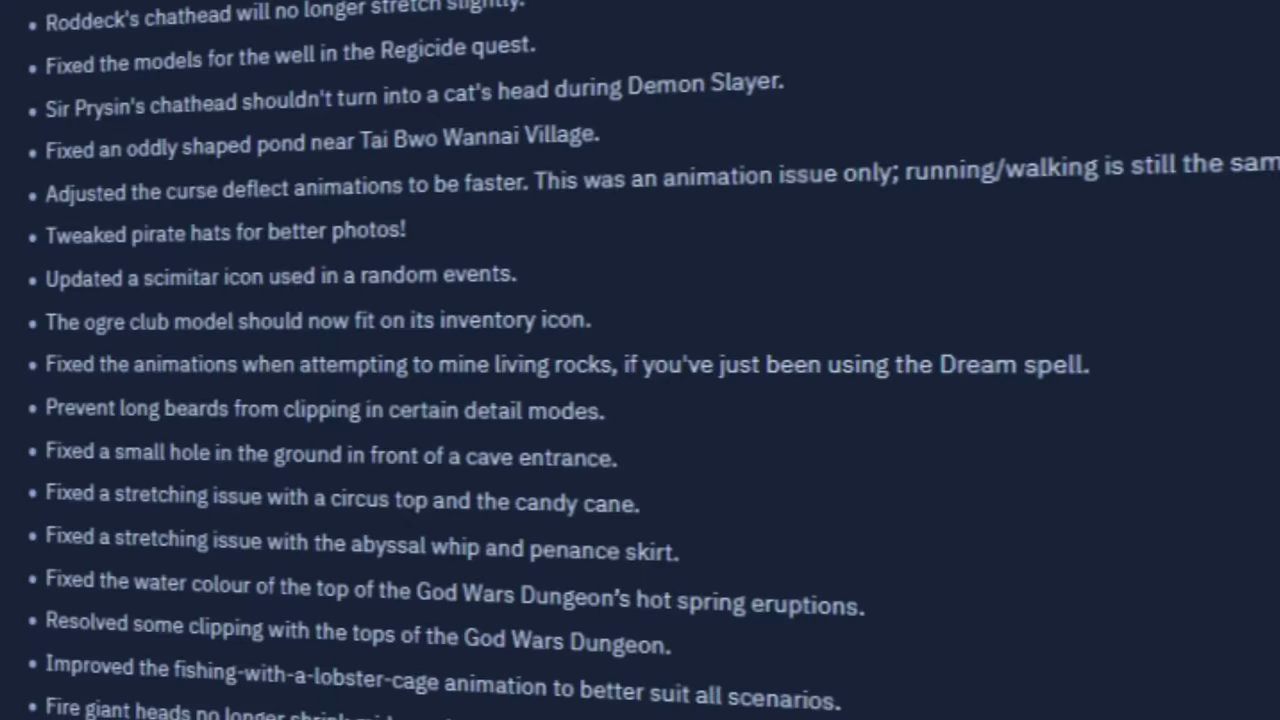 • Roddeck's chathead will no longer stretch slightly.
• Fixed the models for the well in the Regicide quest.
• Sir Prysin's chathead shouldn't turn into a cat's head during Demon Slayer.
• Fixed an oddly shaped pond near Tai Bwo Wannai Village.
• Adjusted the curse deflect animations to be faster. This was an animation issue only; running/walking is still the sam
• Tweaked pirate hats for better photos!
• Updated a scimitar icon used in a random events.
• The ogre club model should now fit on its inventory icon.
• Fixed the animations when attempting to mine living rocks, if you've just been using the Dream spell.
• Prevent long beards from clipping in certain detail modes.
• Fixed a small hole in the ground in front of a cave entrance.
• Fixed a stretching issue with a circus top and the candy cane.
• Fixed a stretching issue with the abyssal whip and penance skirt.
• Fixed the water colour of the top of the God Wars Dungeon's hot spring eruptions.
• Resolved some clipping with the tops of the God Wars Dungeon.
• Improved the fishing-with-a-lobster-cage animation to better suit all scenarios.
• Fire giant heads no longer shrink